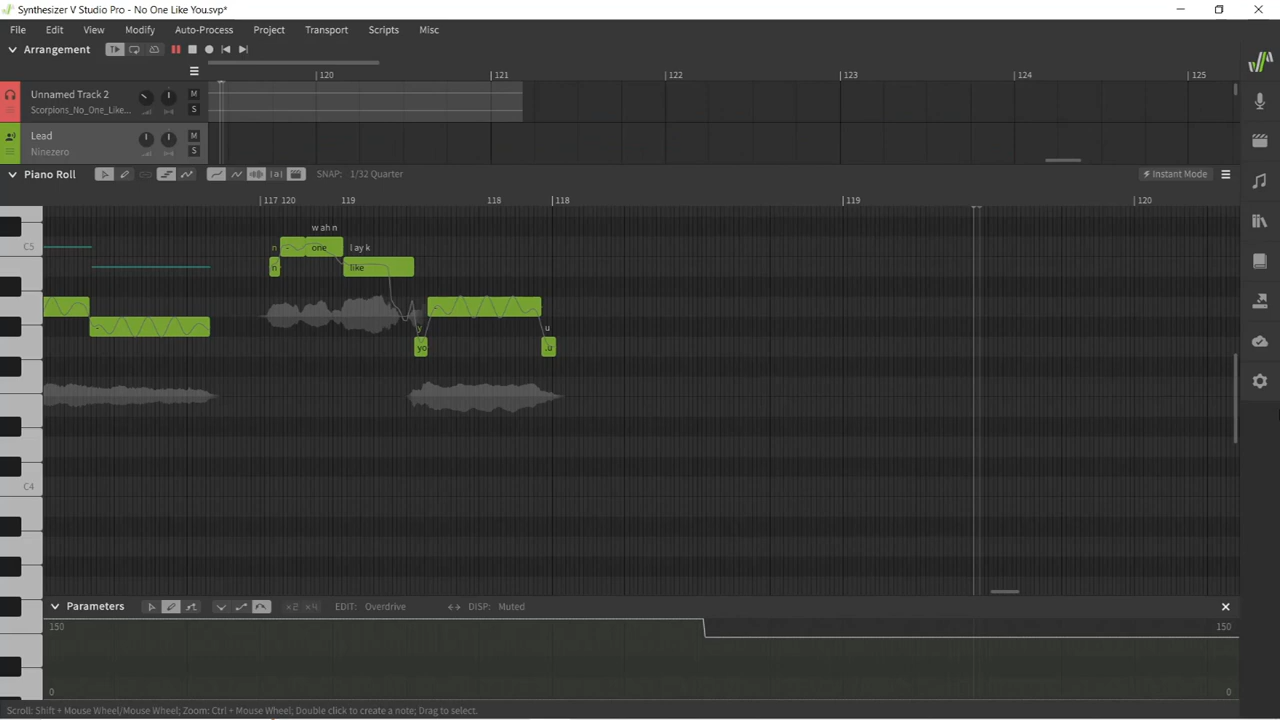 Synthesizer V Studio Pro - No One Like You.svp*
File Edit View Modify Auto-Process Project Transport Scripts Misc
Arrangement
120 121 122 123 124 125
Unnamed Track 2 M
Scorpions_No_One_Like... S
Lead M
Ninezero S
Piano Roll SNAP: 1/32 Quarter Instant Mode
117 120 119 118 118 119 120
w ah n
C5 n - one l ay k
n like
-
-
y u
yo .u
C4
Parameters ×2 ×4 EDIT: Overdrive DISP: Muted
150 150
0 0
Scroll: Shift + Mouse Wheel/Mouse Wheel; Zoom: Ctrl + Mouse Wheel; Double click to create a note; Drag to select.